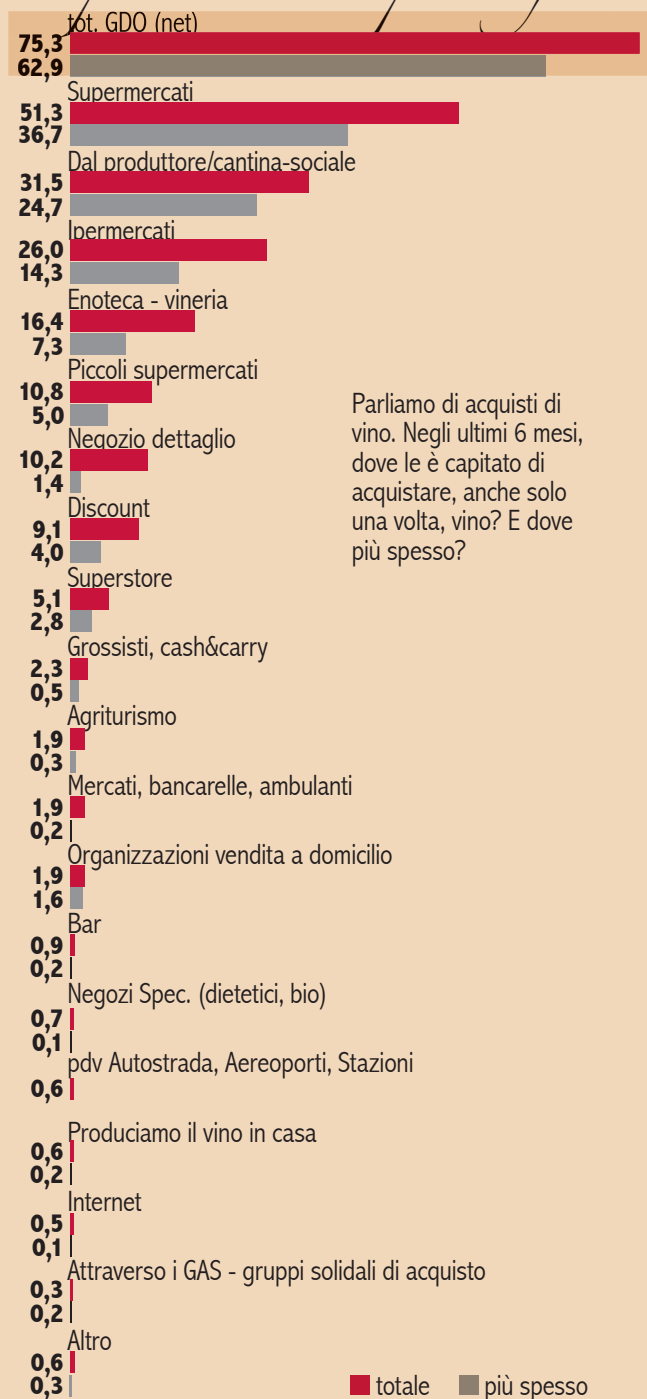 tot. GDO (net)
75,3
62,9
Supermercati
51,3
36,7
Dal produttore/cantina-sociale
31,5
24,7
Ipermercati
26,0
14,3
Enoteca - vineria
16,4
7,3
Piccoli supermercati
10,8
5,0
Negozio dettaglio
10,2
1,4
Discount
9,1
4,0
Superstore
5,1
2,8
Grossisti, cash&carry
2,3
0,5
Agriturismo
1,9
0,3
Mercati, bancarelle, ambulanti
1,9
0,2
Organizzazioni vendita a domicilio
1,9
1,6
Bar
0,9
0,2
Negozi Spec. (dietetici, bio)
0,7
0,1
pdv Autostrada, Aereoporti, Stazioni
0,6
Produciamo il vino in casa
0,6
0,2
Internet
0,5
0,1
Attraverso i GAS - gruppi solidali di acquisto
0,3
0,2
Altro
0,6
0,3
Parliamo di acquisti di
vino. Negli ultimi 6 mesi,
dove le è capitato di
acquistare, anche solo
una volta, vino? E dove
più spesso?
totale
più spesso